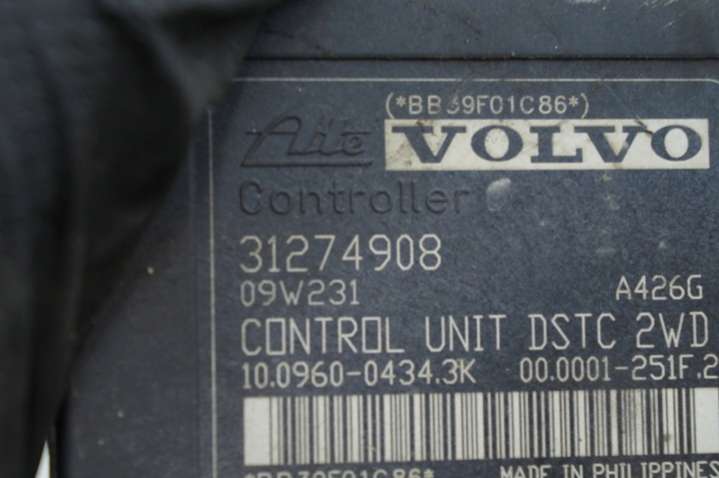 (*BB39F01C86*)
Ate VOLVO
Controller
31274908
09W231 A426G
CONTROL UNIT DSTC 2WD
10.0960-0434.3K 00.0001-251F.2
*BB39F01C86* MADE IN PHILIPPINES